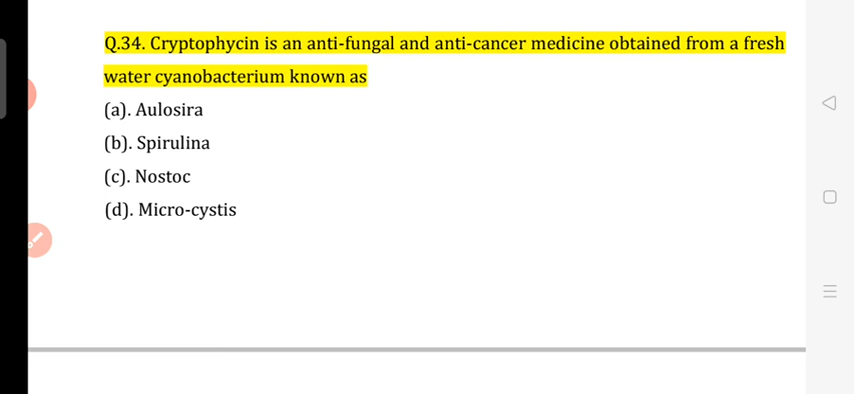 Q.34. Cryptophycin is an anti-fungal and anti-cancer medicine obtained from a fresh
water cyanobacterium known as
(a). Aulosira
(b). Spirulina
(c). Nostoc
(d). Micro-cystis